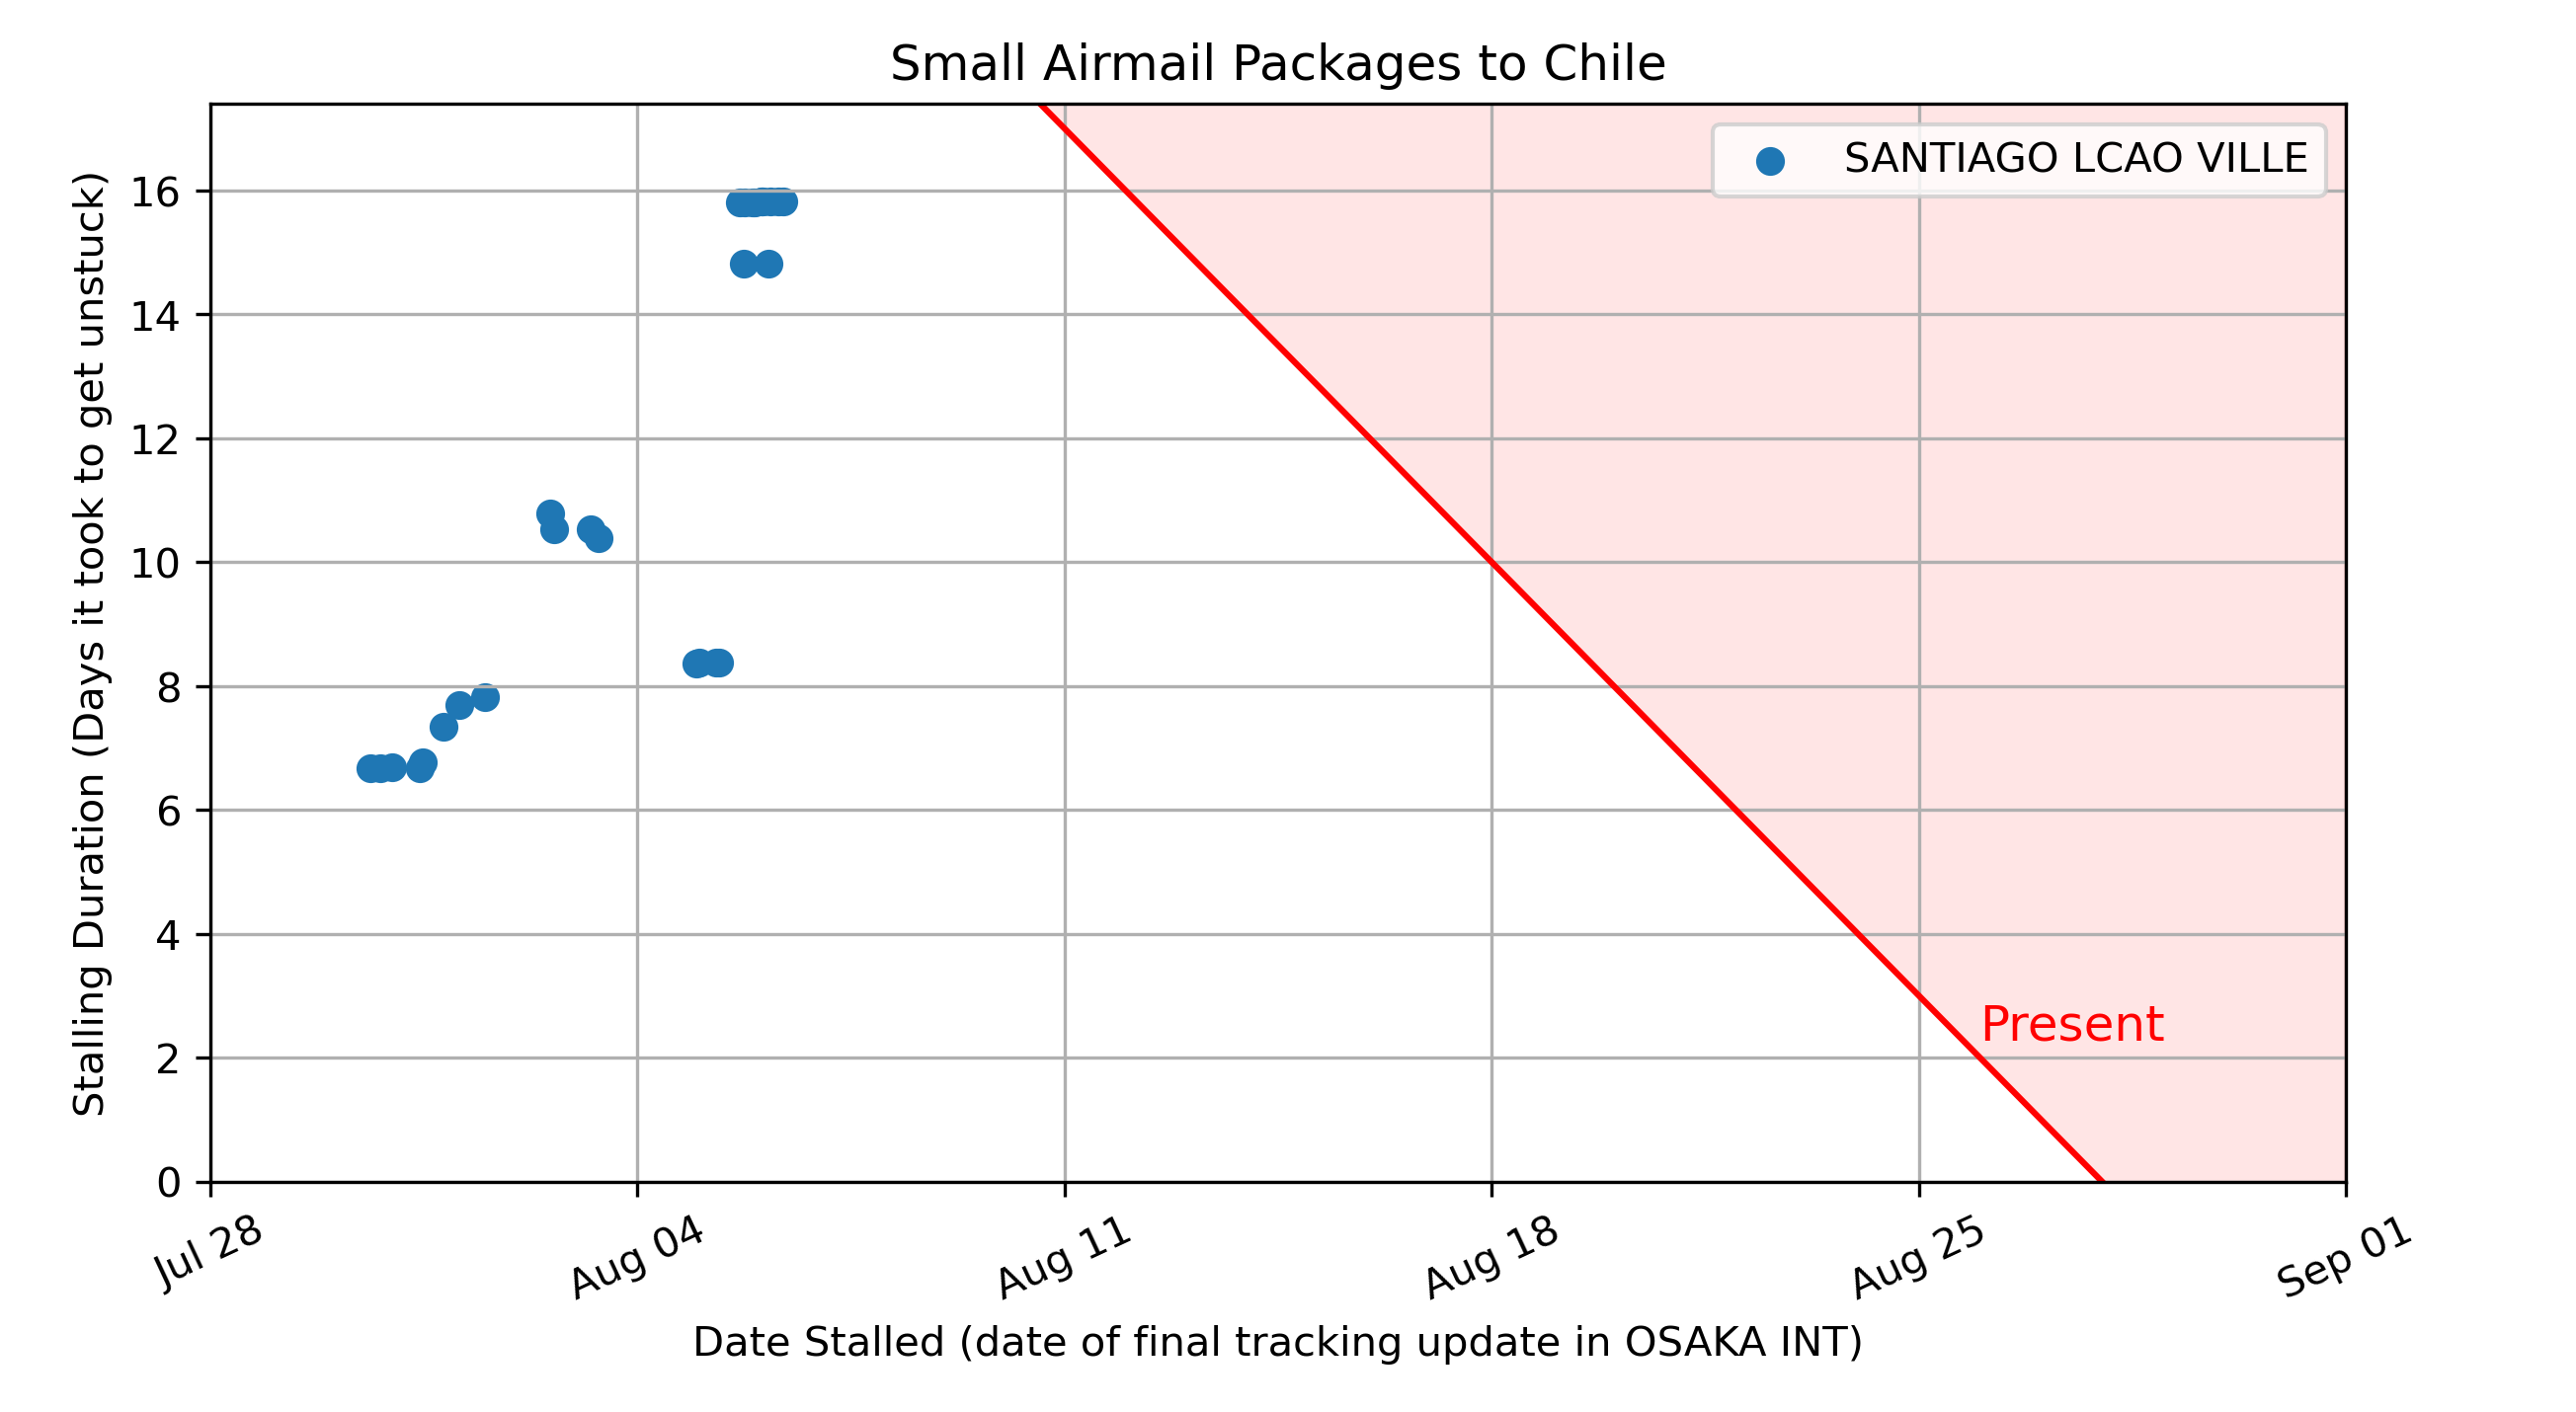 Small Airmail Packages to Chile
SANTIAGO LCAO VILLE
Stalling Duration (Days it took to get unstuck)
16
14
12
10
8
6
4
2
0
Present
Jul 28
Aug 04
Aug 11
Aug 18
Aug 25
Sep 01
Date Stalled (date of final tracking update in OSAKA INT)